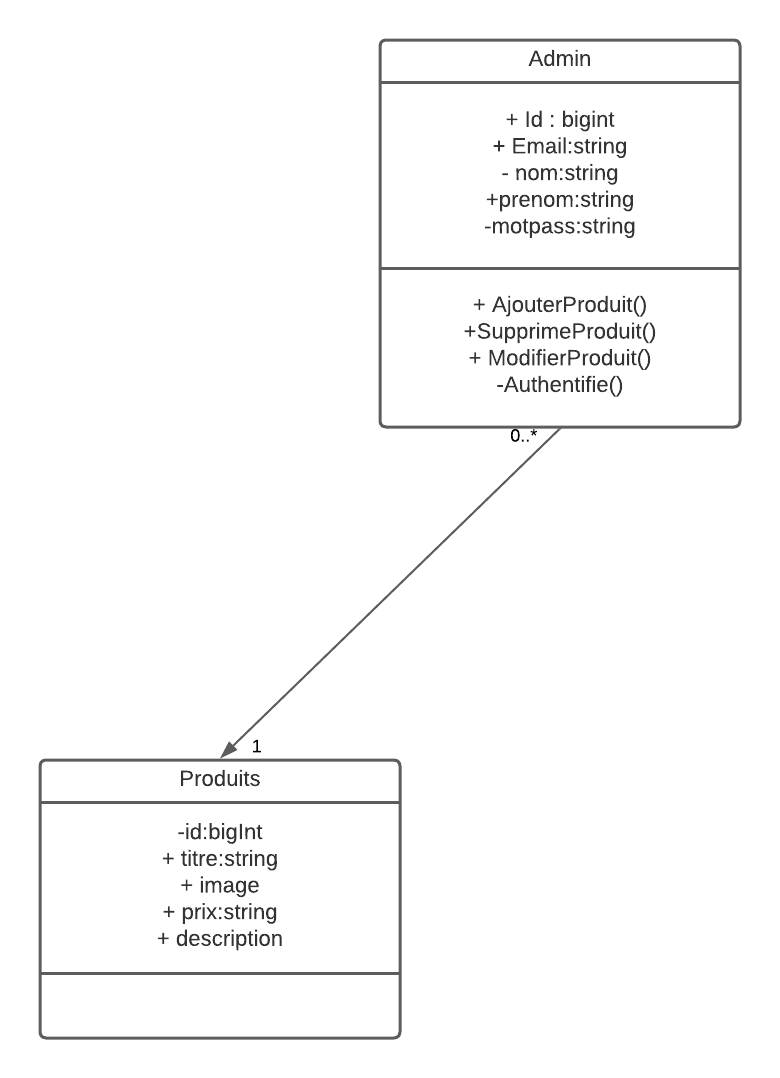 Admin
+ Id : bigint
+ Email:string
- nom:string
+prenom:string
-motpass:string
+ AjouterProduit()
+SupprimeProduit()
+ ModifierProduit()
-Authentifie()
0..*
1
Produits
-id:bigInt
+ titre:string
+ image
+ prix:string
+ description